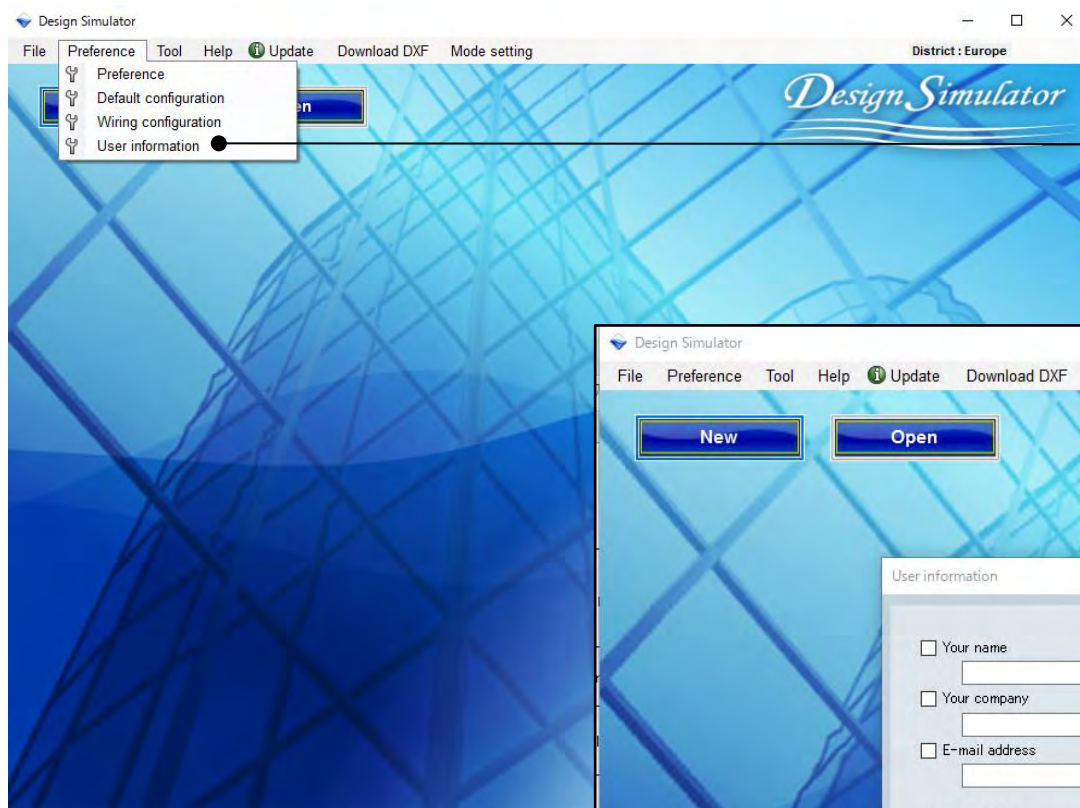 Design Simulator
File Preference Tool Help Update Download DXF Mode setting District : Europe
Preference
Default configuration
Wiring configuration
User information
en
Design Simulator
Design Simulator
File Preference Tool Help Update Download DXF
New Open
User information
Your name
Your company
E-mail address